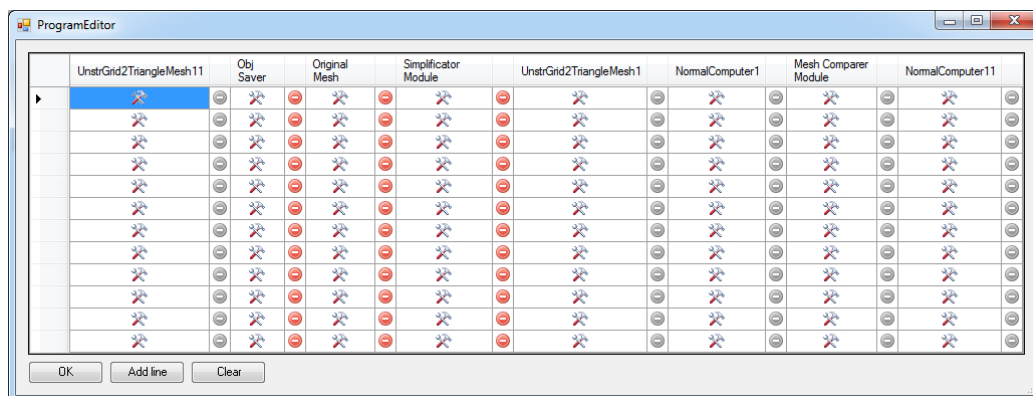 ProgramEditor
UnstrGrid2TriangleMesh11
Obj
Saver
Original
Mesh
Simplificator
Module
UnstrGrid2TriangleMesh1
NormalComputer1
Mesh Comparer
Module
NormalComputer11
OK
Add line
Clear